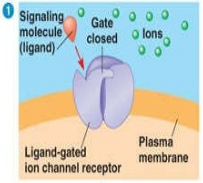 1
Signaling
molecule
(ligand)
Gate
closed
Ions
Ligand-gated
ion channel receptor
Plasma
membrane